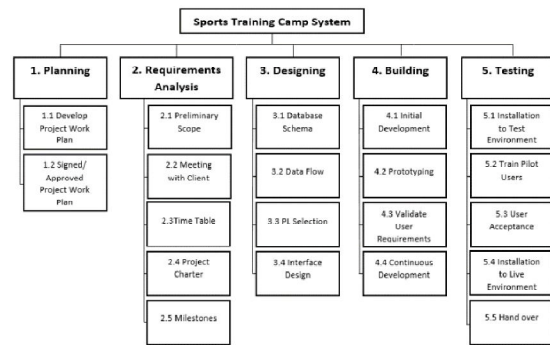 Sports Training Camp System
1. Planning
1.1 Develop
Project Work
Plan
1.2 Signed/
Approved
Project Work
Plan
2. Requirements
Analysis
2.1 Preliminary
Scope
2.2 Meeting
with Client
2.3Time Table
2.4 Project
Charter
2.5 Milestones
3. Designing
3.1 Database
Schema
3.2 Data Flow
3.3 PL Selection
3.4 Interface
Design
4. Building
4.1 Initial
Development
4.2 Prototyping
4.3 Validate
User
Requirements
4.4 Continuous
Development
5. Testing
5.1 Installation
to Test
Environment
5.2 Train Pilot
Users
5.3 User
Acceptance
5.4 Installation
to Live
Environment
5.5 Hand over